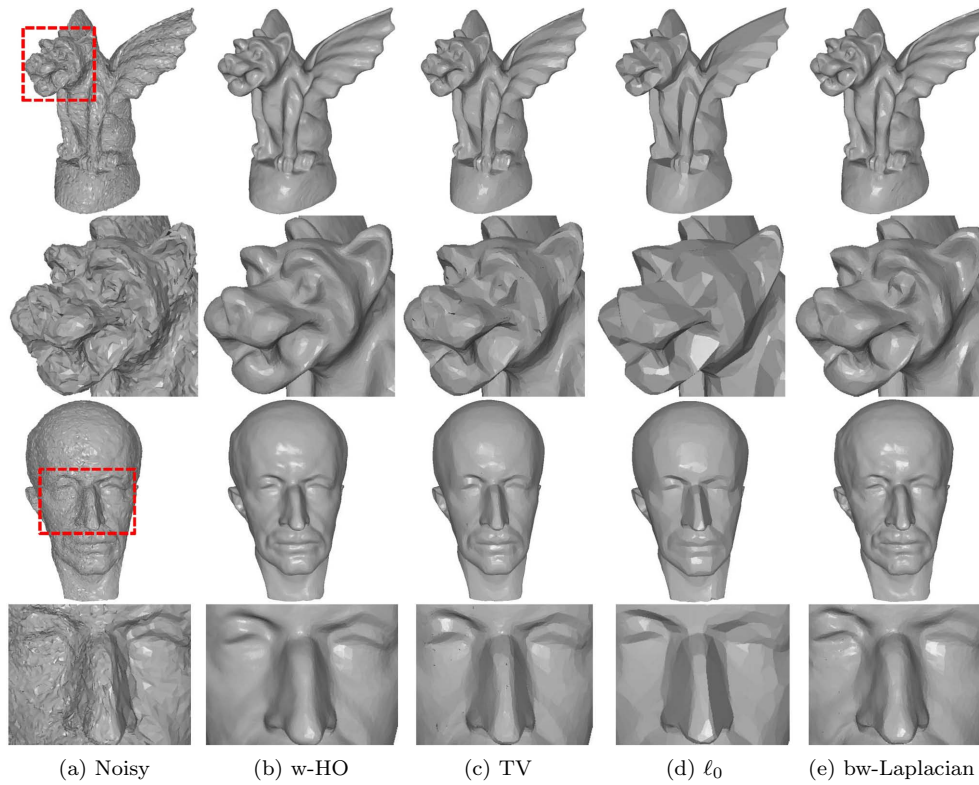 (a) Noisy
(b) w-HO
(c) TV
(d) ℓ₀
(e) bw-Laplacian